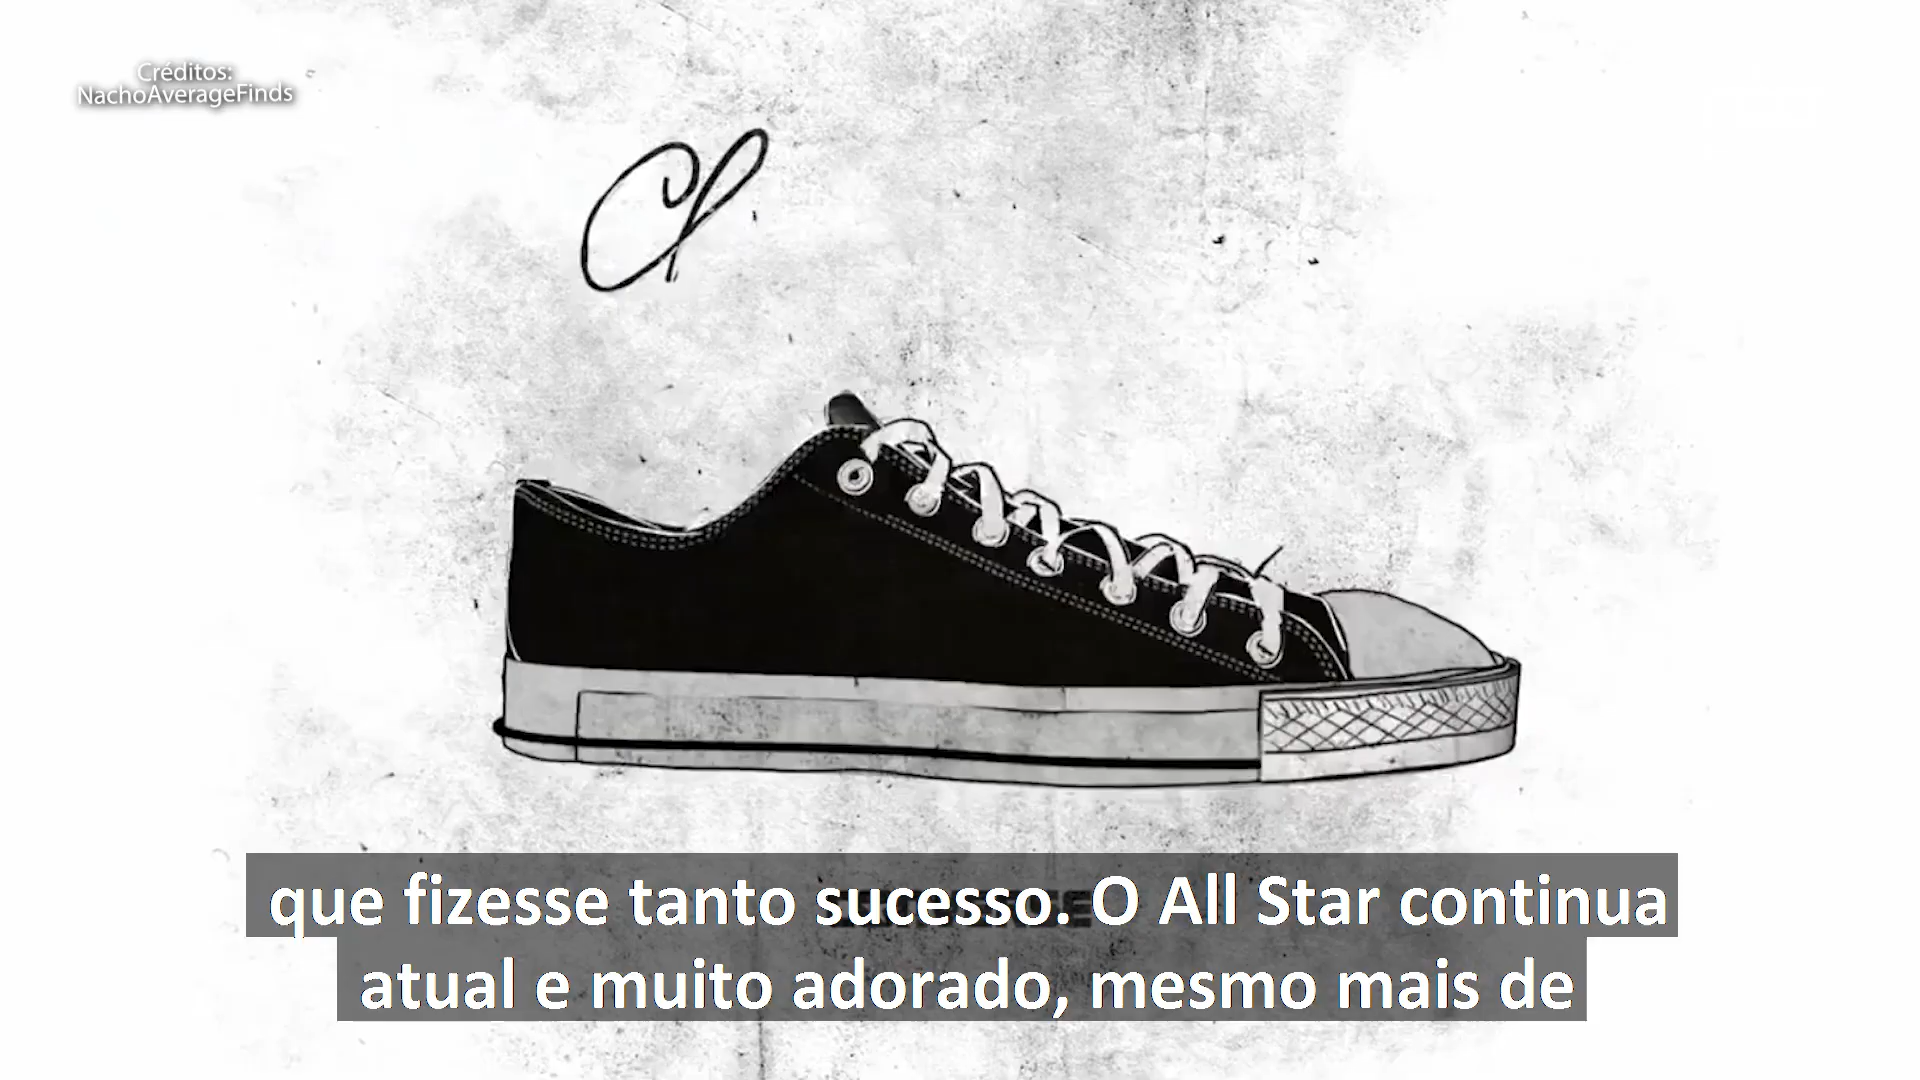 Créditos:
NachoAverageFinds
que fizesse tanto sucesso. O All Star continua
atual e muito adorado, mesmo mais de